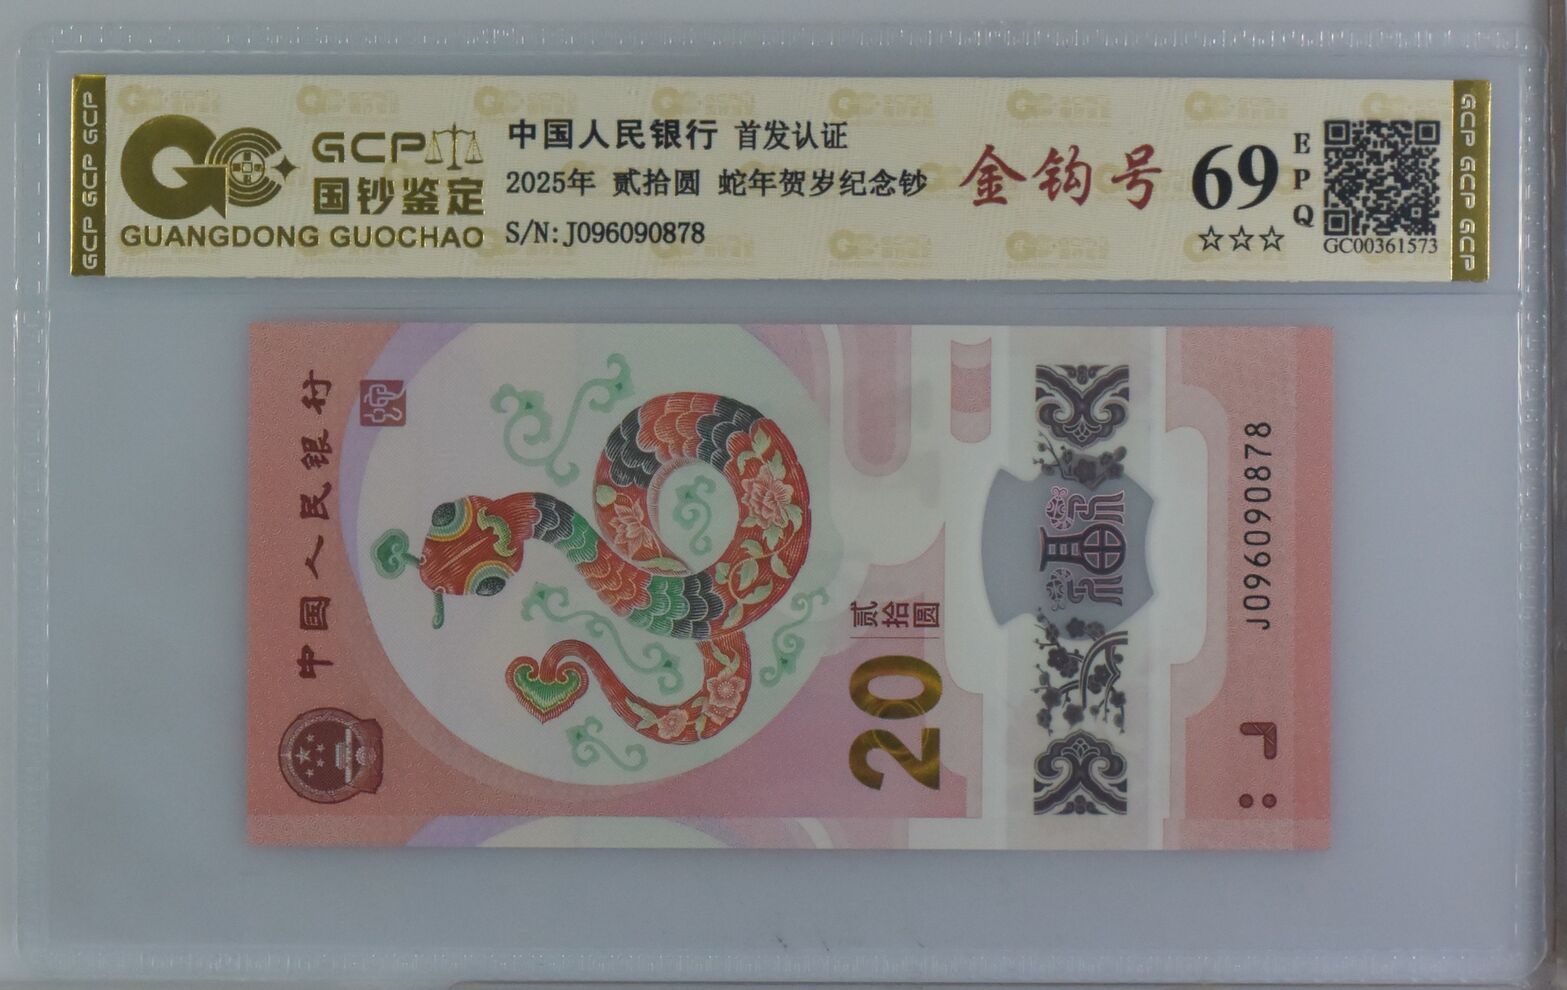 GCP GCP GCP
GCP
国钞鉴定
GUANGDONG GUOCHAO
中国人民银行 首发认证
2025年 贰拾圆 蛇年贺岁纪念钞
S/N:J096090878
金钩号
69
EPQ
☆☆☆
GC00361573
GCP GCP GCP
中国人民银行
贰拾圆
20
福
J096090878